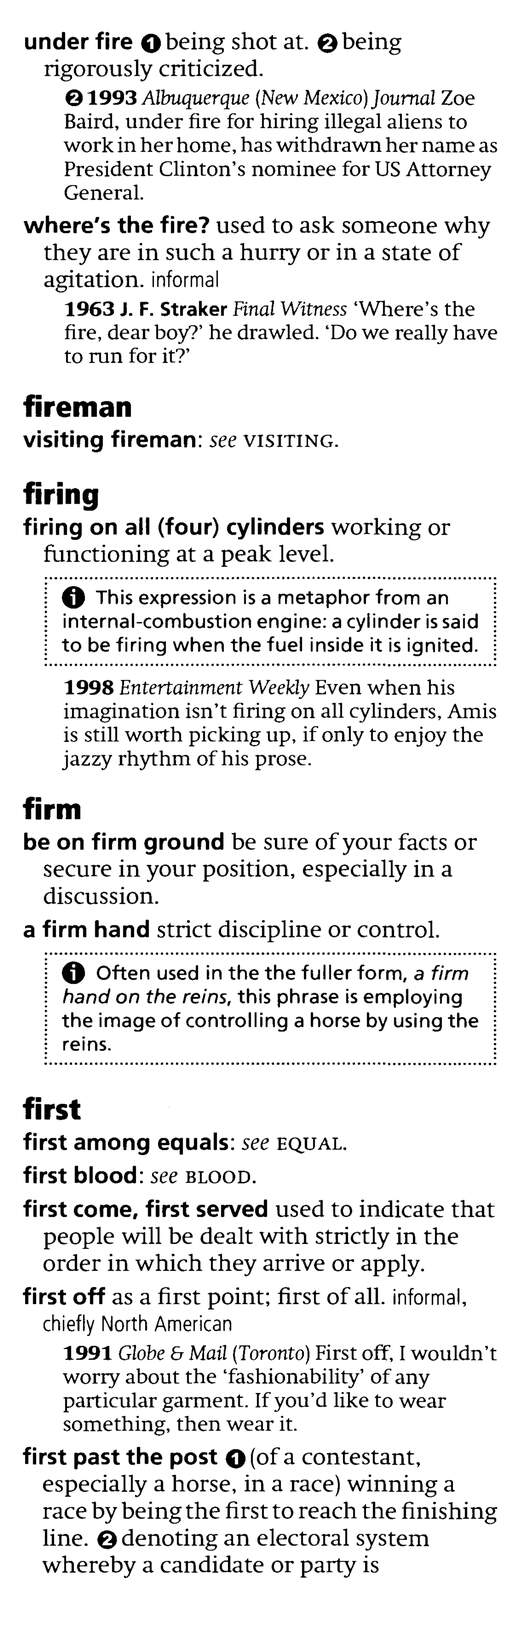 under fire ❶ being shot at. ❷ being
rigorously criticized.
❷ 1993 Albuquerque (New Mexico) Journal Zoe
Baird, under fire for hiring illegal aliens to
work in her home, has withdrawn her name as
President Clinton's nominee for US Attorney
General.
where's the fire? used to ask someone why
they are in such a hurry or in a state of
agitation. informal
1963 J. F. Straker Final Witness ‘Where's the
fire, dear boy?’ he drawled. ‘Do we really have
to run for it?’
fireman
visiting fireman: see VISITING.
firing
firing on all (four) cylinders working or
functioning at a peak level.
ℹ This expression is a metaphor from an
internal-combustion engine: a cylinder is said
to be firing when the fuel inside it is ignited.
1998 Entertainment Weekly Even when his
imagination isn't firing on all cylinders, Amis
is still worth picking up, if only to enjoy the
jazzy rhythm of his prose.
firm
be on firm ground be sure of your facts or
secure in your position, especially in a
discussion.
a firm hand strict discipline or control.
ℹ Often used in the the fuller form, a firm
hand on the reins, this phrase is employing
the image of controlling a horse by using the
reins.
first
first among equals: see EQUAL.
first blood: see BLOOD.
first come, first served used to indicate that
people will be dealt with strictly in the
order in which they arrive or apply.
first off as a first point; first of all. informal,
chiefly North American
1991 Globe & Mail (Toronto) First off, I wouldn't
worry about the ‘fashionability’ of any
particular garment. If you'd like to wear
something, then wear it.
first past the post ❶ (of a contestant,
especially a horse, in a race) winning a
race by being the first to reach the finishing
line. ❷ denoting an electoral system
whereby a candidate or party is